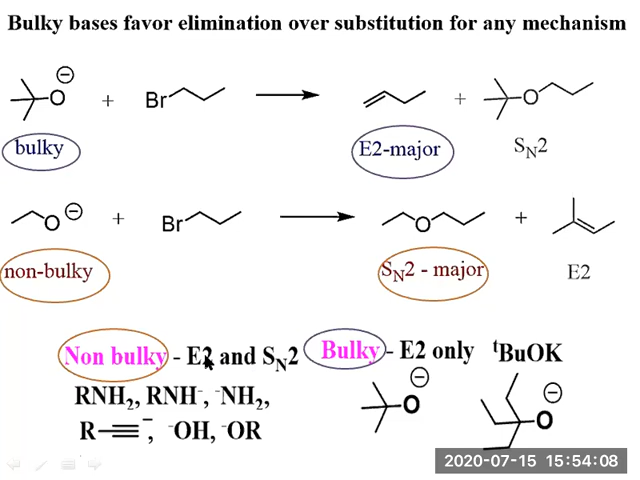 Bulky bases favor elimination over substitution for any mechanism
O⊖ + Br → + O
bulky E2-major SN2
O⊖ + Br → O +
non-bulky SN2 - major E2
Non bulky - E2 and SN2 Bulky - E2 only ᵗBuOK
RNH₂, RNH⁻, ⁻NH₂, ⊖ ⊖
R≡⁻, ⁻OH, ⁻OR O O
2020-07-15 15:54:08